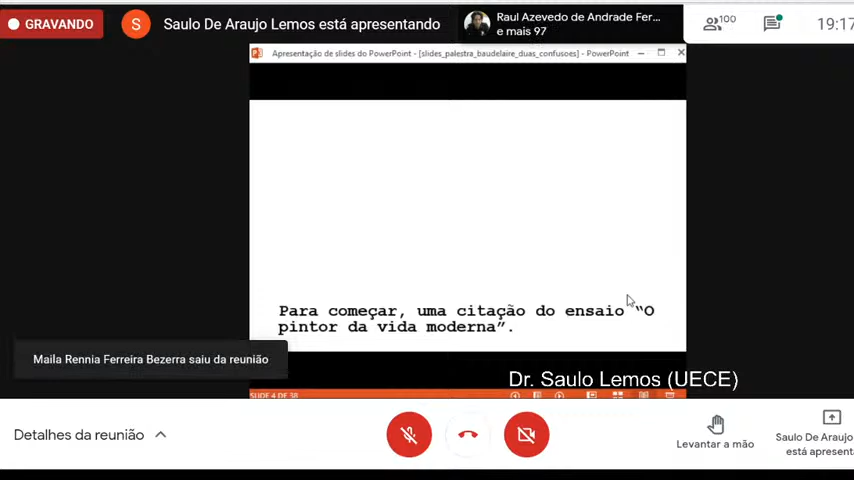 GRAVANDO
S
Saulo De Araujo Lemos está apresentando
Raul Azevedo de Andrade Fer...
e mais 97
100
19:17
Apresentação de slides do PowerPoint - [slides_palestra_baudelaire_duas_confusoes] - PowerPoint
Para começar, uma citação do ensaio “O
pintor da vida moderna”.
Maila Rennia Ferreira Bezerra saiu da reunião
Dr. Saulo Lemos (UECE)
SLIDE 4 DE 38
Detalhes da reunião
Levantar a mão
Saulo De Araujo
está apresent